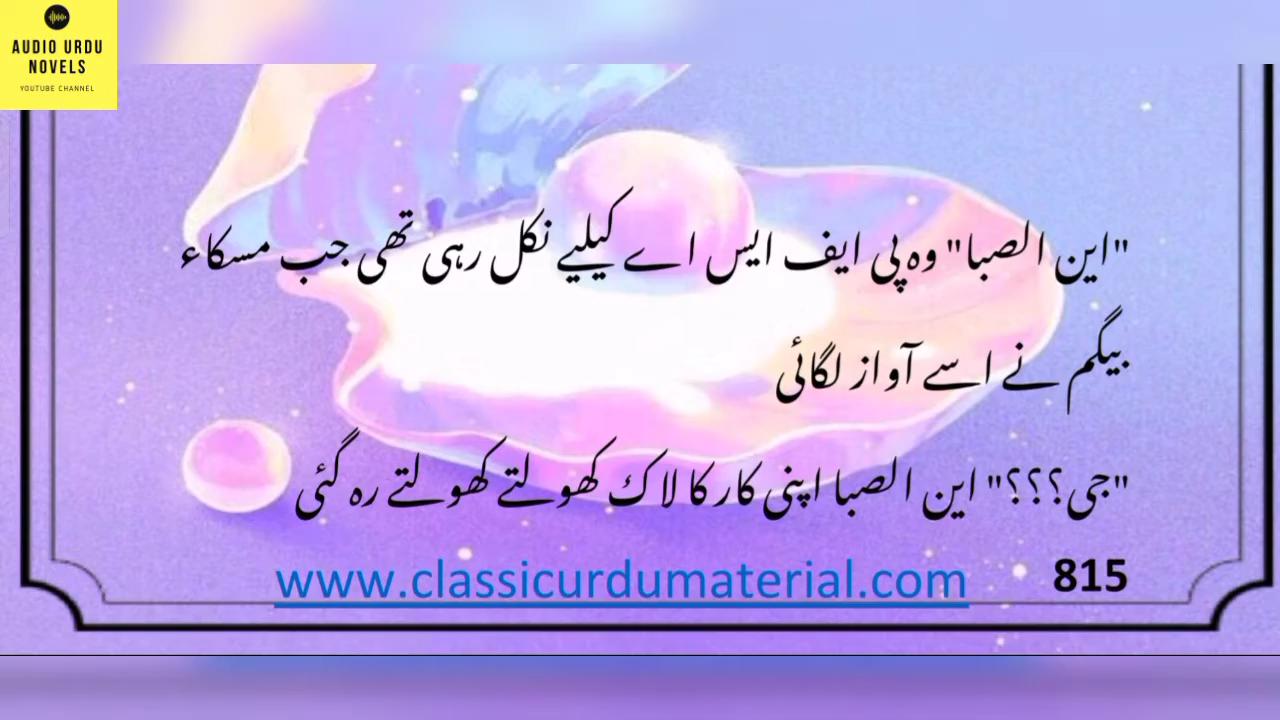 AUDIO URDU
NOVELS
YOUTUBE CHANNEL
"این الصبا" وہ پی ایف ایس اے کیلیے نکل رہی تھی جب مسکاء
بیگم نے اسے آواز لگائی
"جی؟؟؟" این الصبا اپنی کار کا لاک کھولتے کھولتے رہ گئی
www.classicurdumaterial.com 815